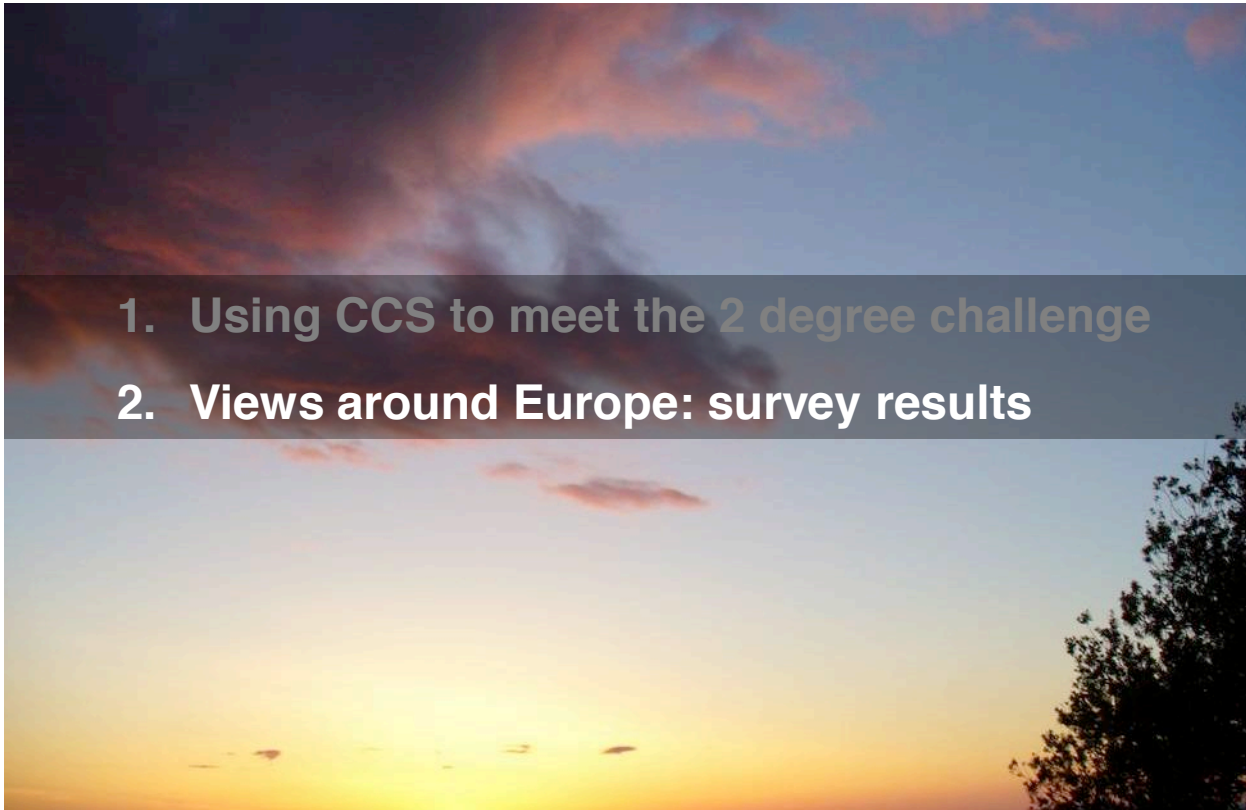 1. Using CCS to meet the 2 degree challenge
2. Views around Europe: survey results